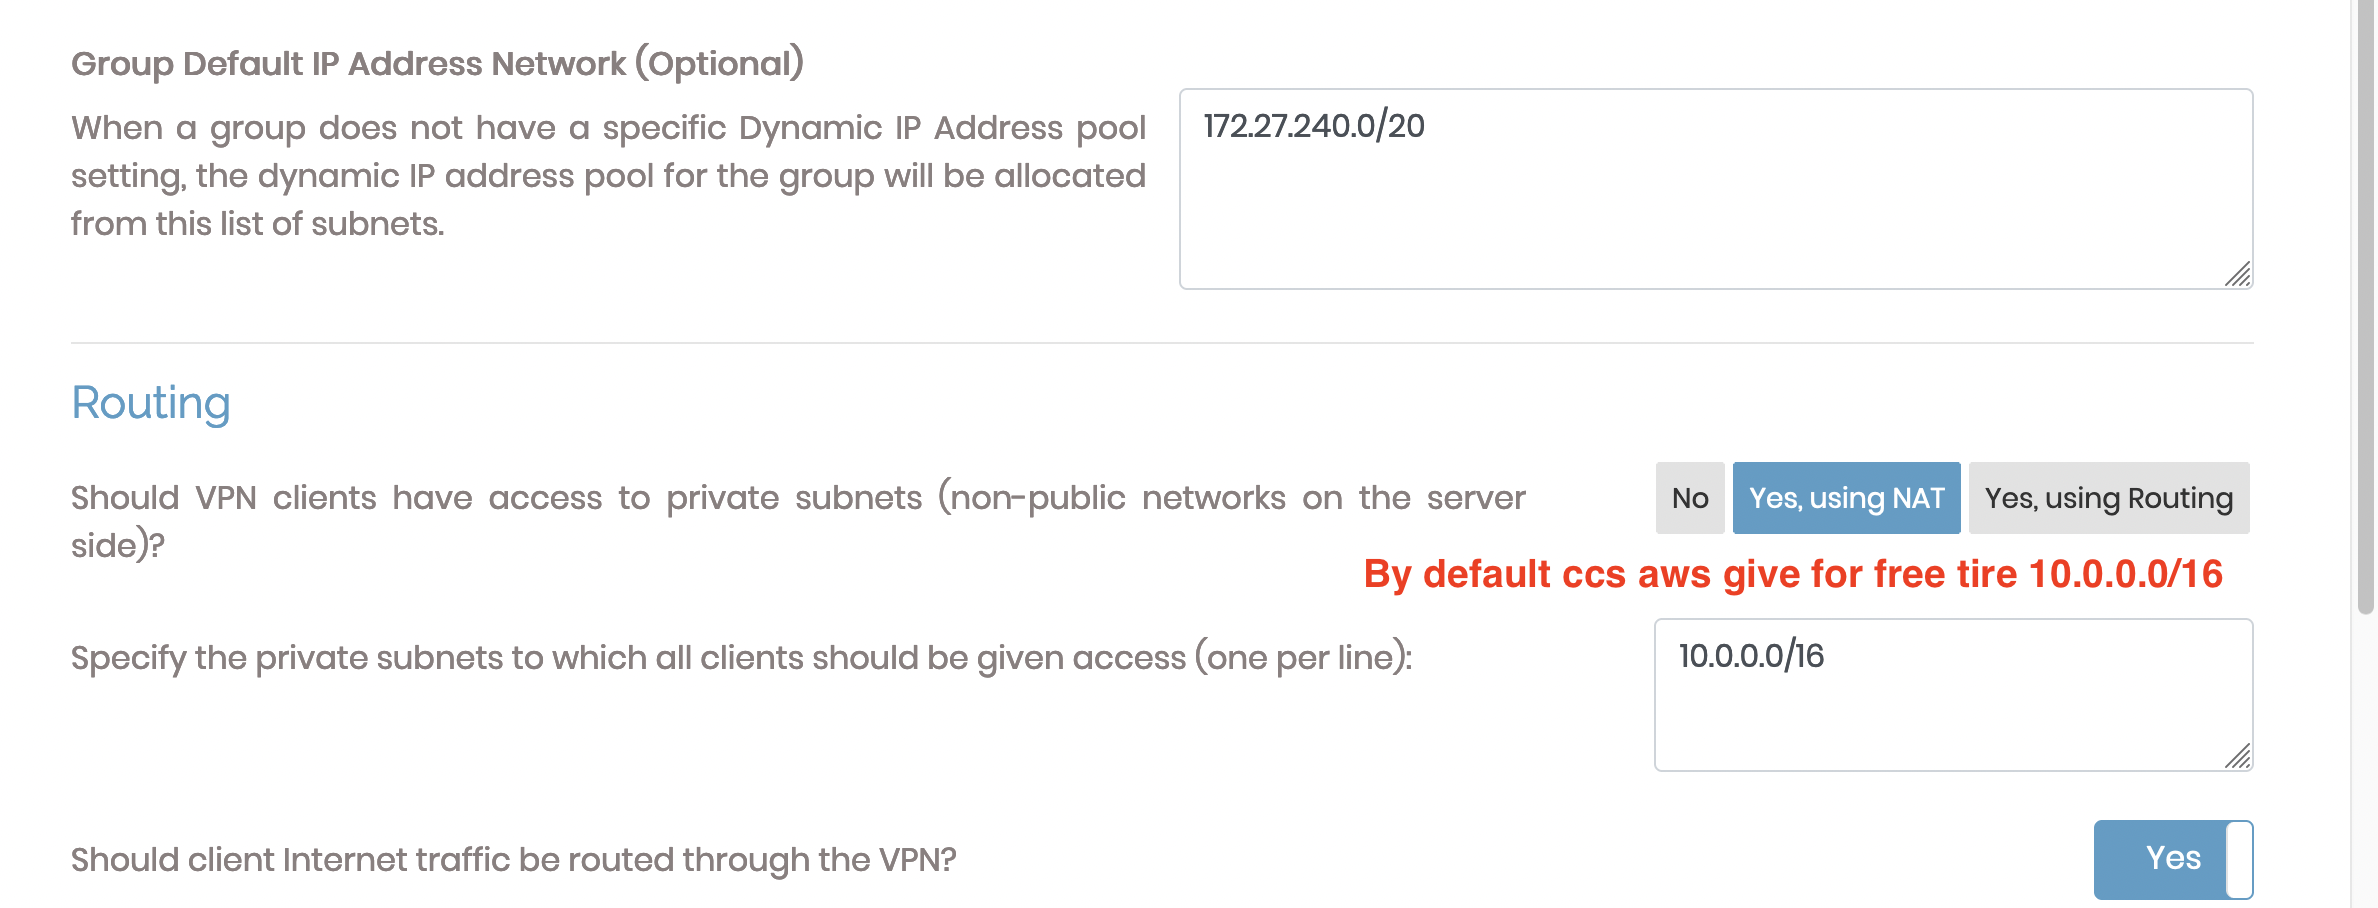 Group Default IP Address Network (Optional)
When a group does not have a specific Dynamic IP Address pool
setting, the dynamic IP address pool for the group will be allocated
from this list of subnets.
172.27.240.0/20
Routing
Should VPN clients have access to private subnets (non-public networks on the server
side)?
No
Yes, using NAT
Yes, using Routing
By default ccs aws give for free tire 10.0.0.0/16
Specify the private subnets to which all clients should be given access (one per line):
10.0.0.0/16
Should client Internet traffic be routed through the VPN?
Yes